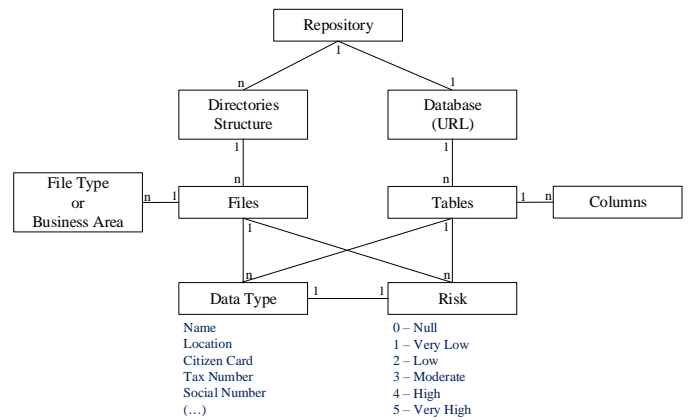 Repository
1
n
1
Directories
Structure
Database
(URL)
1
1
n
n
File Type
or
Business Area
n
1
Files
Tables
1
n
Columns
1
1
n
n
Data Type
1
1
Risk
Name
Location
Citizen Card
Tax Number
Social Number
(…)
0 – Null
1 – Very Low
2 – Low
3 – Moderate
4 – High
5 – Very High